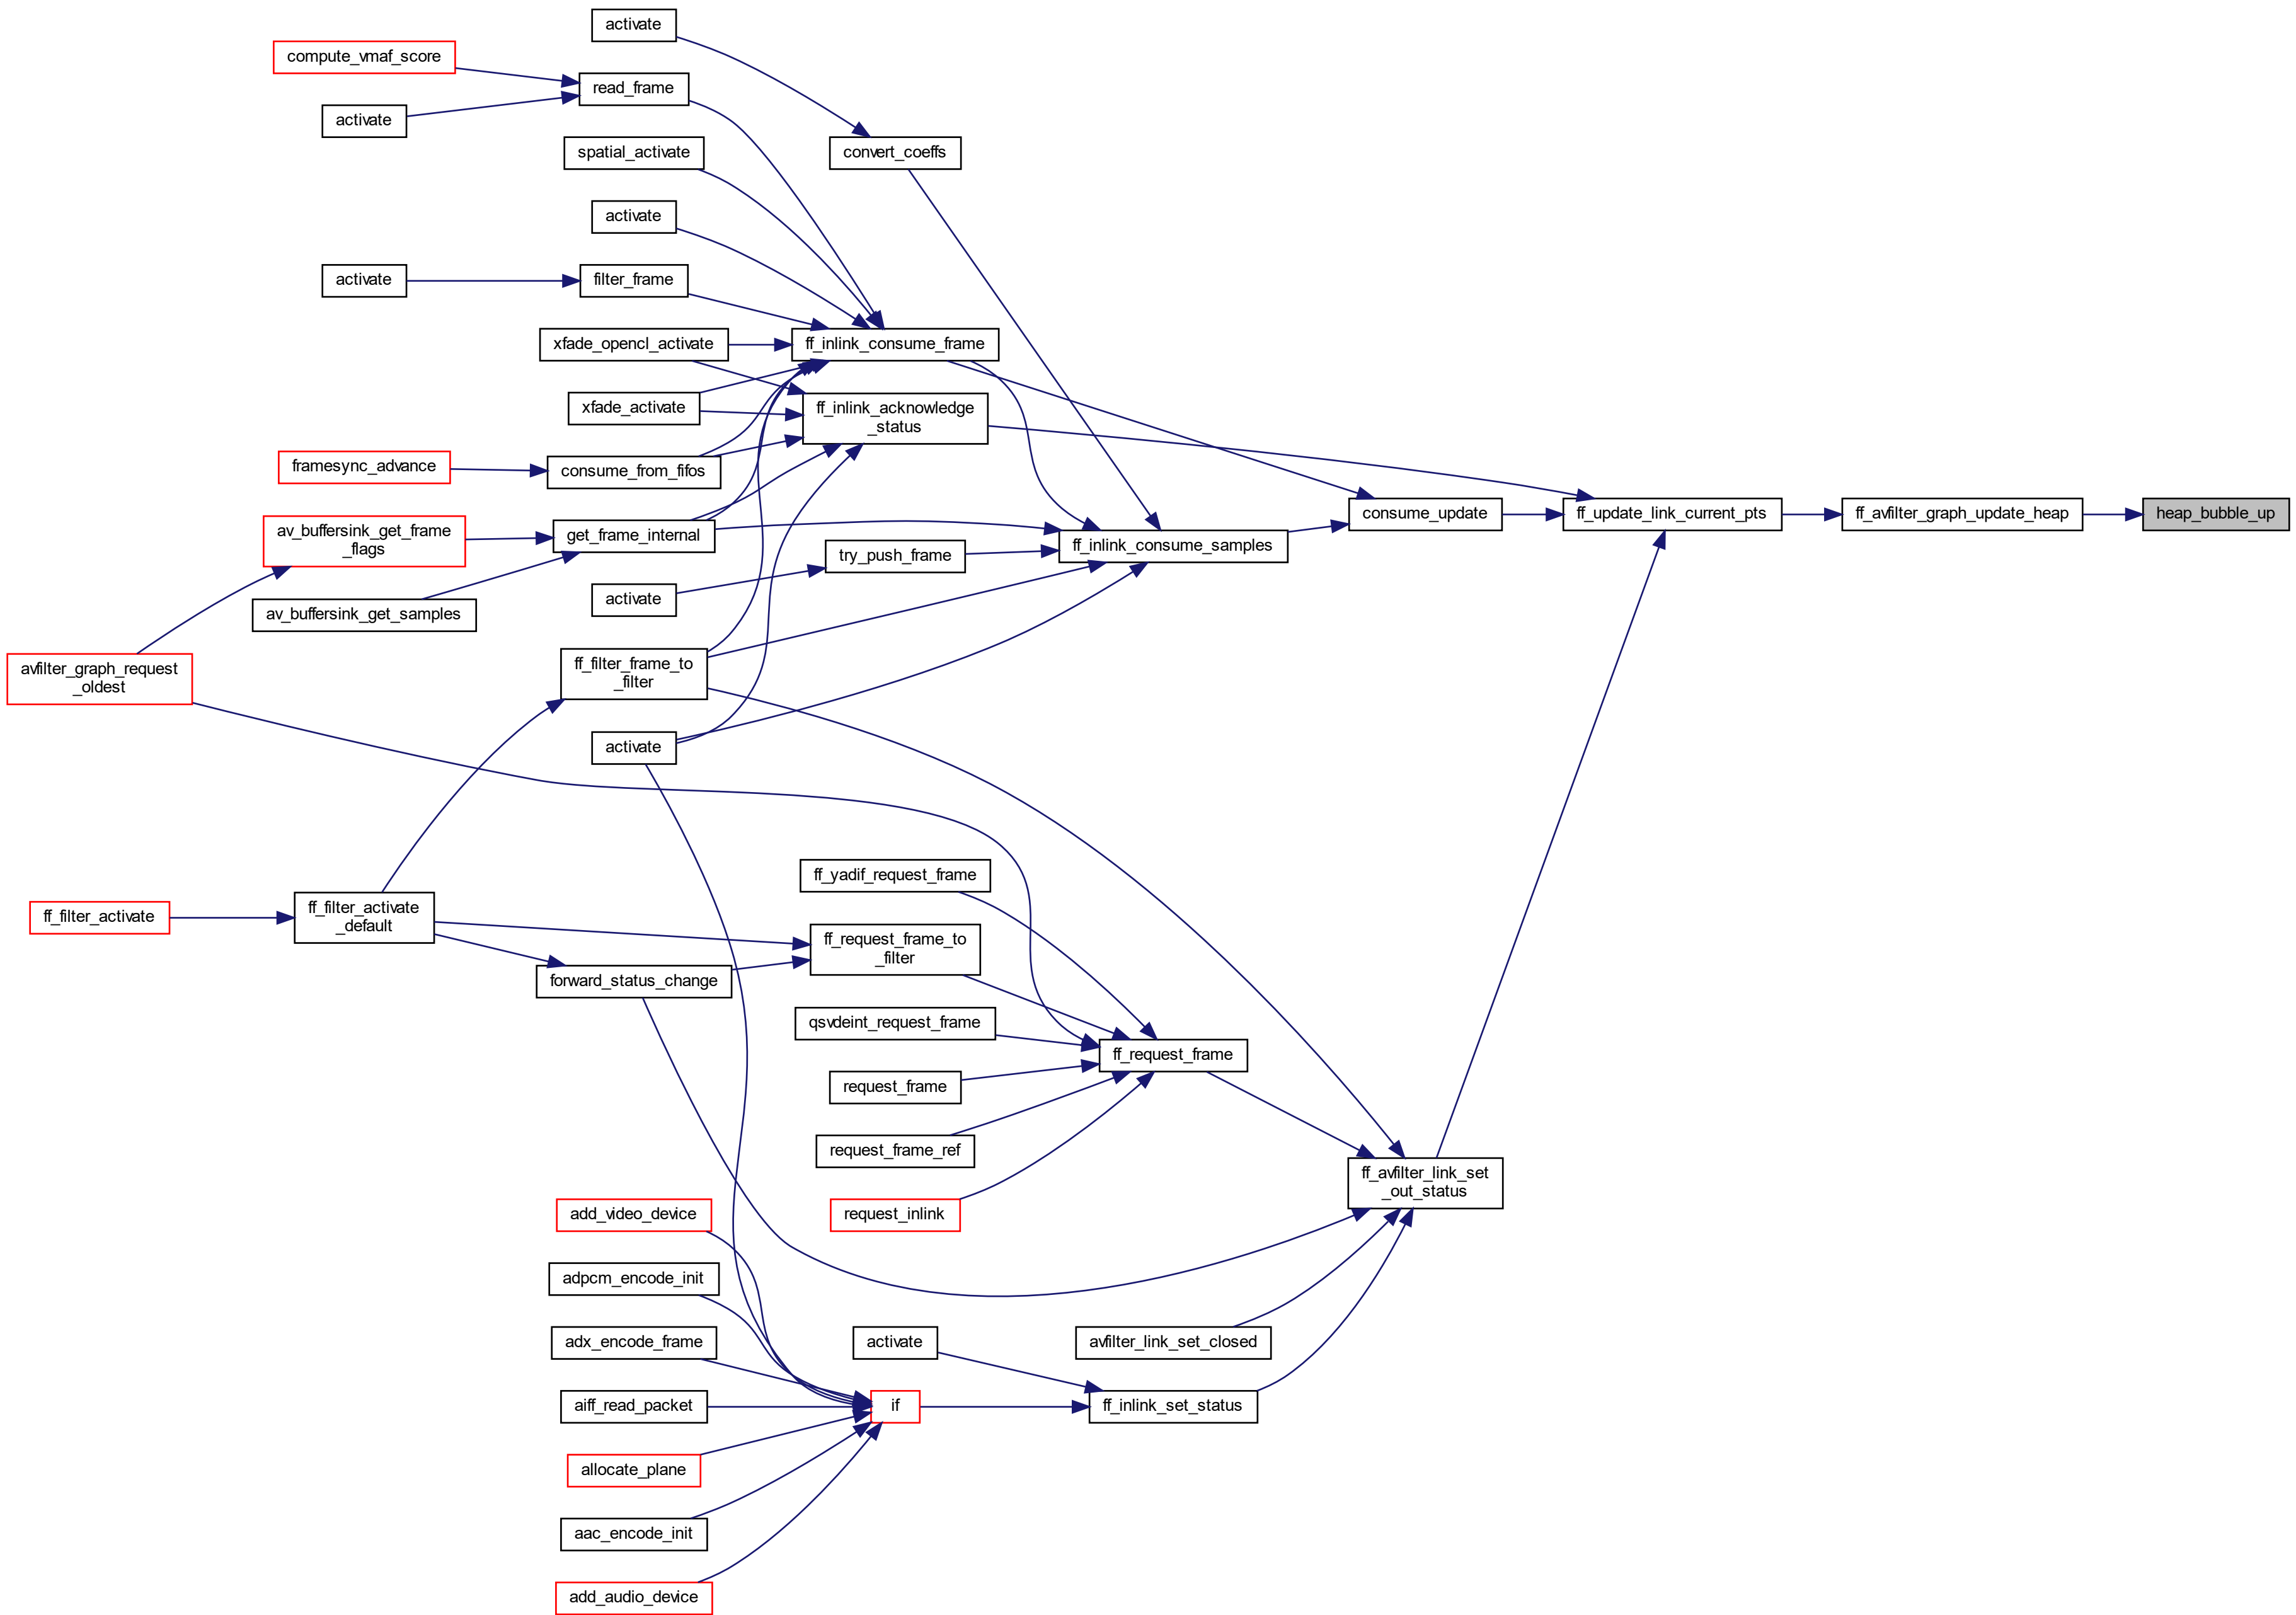 activate
compute_vmaf_score
read_frame
activate
convert_coeffs
spatial_activate
activate
activate
filter_frame
xfade_opencl_activate
ff_inlink_consume_frame
xfade_activate
ff_inlink_acknowledge
_status
framesync_advance
consume_from_fifos
av_buffersink_get_frame
_flags
get_frame_internal
ff_inlink_consume_samples
consume_update
ff_update_link_current_pts
ff_avfilter_graph_update_heap
heap_bubble_up
try_push_frame
activate
av_buffersink_get_samples
avfilter_graph_request
_oldest
ff_filter_frame_to
_filter
activate
ff_yadif_request_frame
ff_filter_activate
ff_filter_activate
_default
ff_request_frame_to
_filter
forward_status_change
qsvdeint_request_frame
ff_request_frame
request_frame
request_frame_ref
ff_avfilter_link_set
_out_status
add_video_device
request_inlink
adpcm_encode_init
adx_encode_frame
activate
avfilter_link_set_closed
aiff_read_packet
if
ff_inlink_set_status
allocate_plane
aac_encode_init
add_audio_device